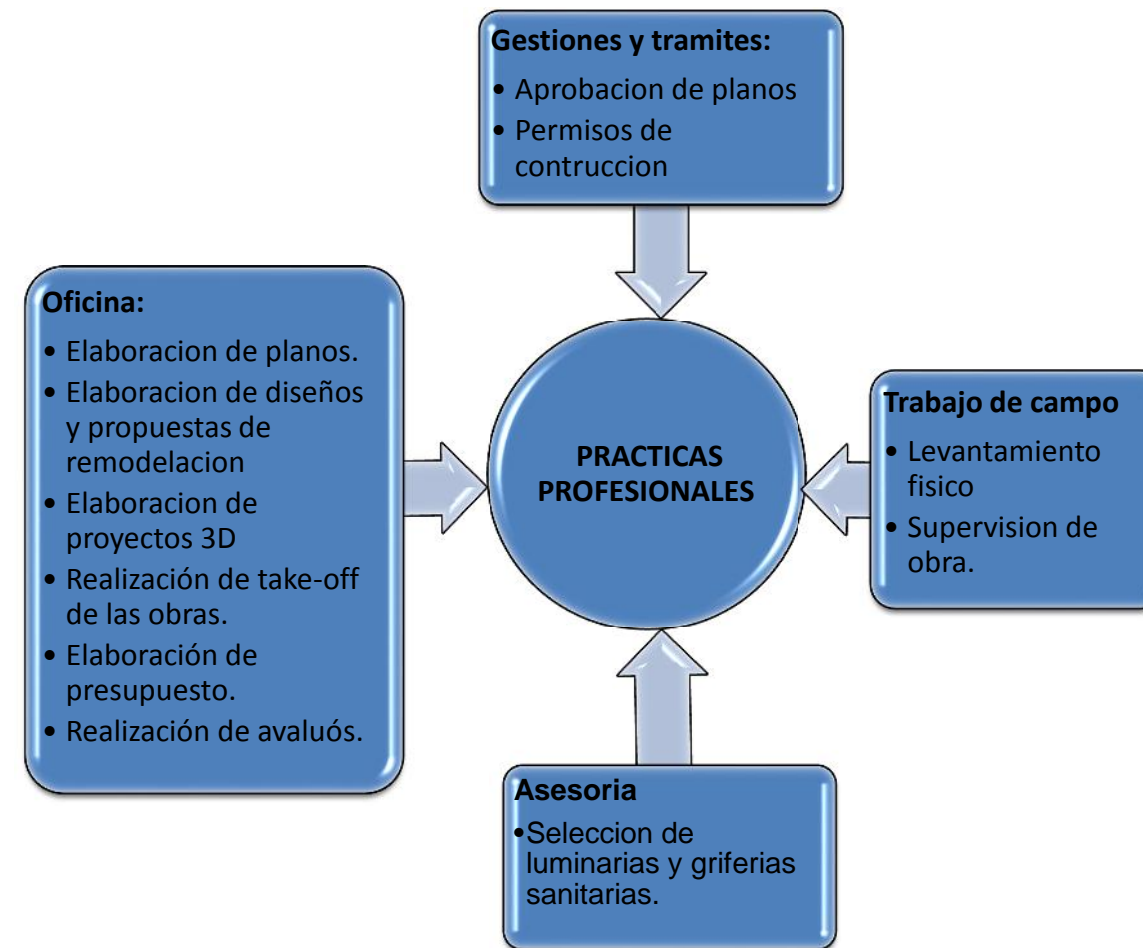 Gestiones y tramites:
• Aprobacion de planos
• Permisos de
contruccion
Oficina:
• Elaboracion de planos.
• Elaboracion de diseños
y propuestas de
remodelacion
• Elaboracion de
proyectos 3D
• Realización de take-off
de las obras.
• Elaboración de
presupuesto.
• Realización de avaluós.
PRACTICAS
PROFESIONALES
Trabajo de campo
• Levantamiento
fisico
• Supervision de
obra.
Asesoria
•Seleccion de
luminarias y griferias
sanitarias.